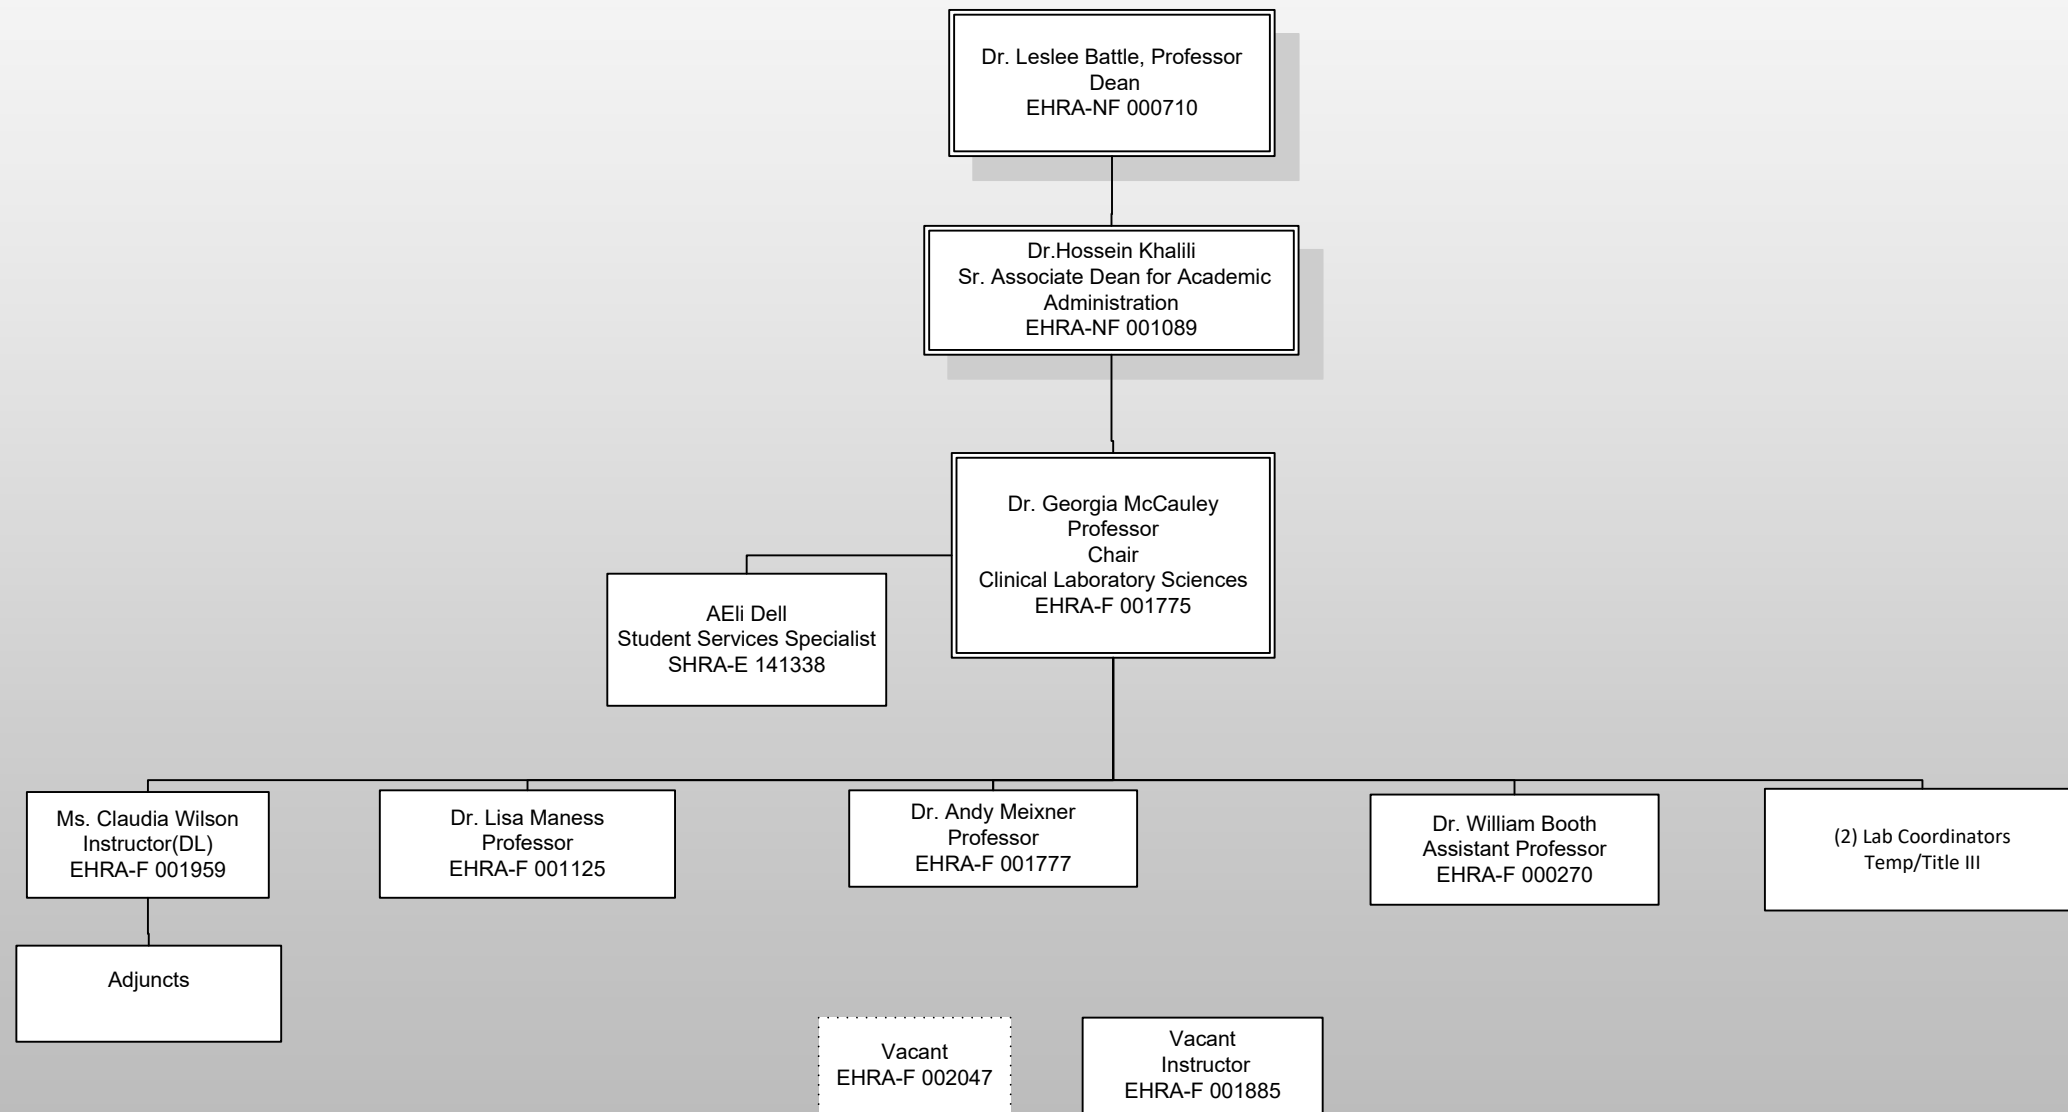 Dr. Leslee Battle, Professor
Dean
EHRA-NF 000710
Dr.Hossein Khalili
Sr. Associate Dean for Academic
Administration
EHRA-NF 001089
Dr. Georgia McCauley
Professor
Chair
Clinical Laboratory Sciences
EHRA-F 001775
AEli Dell
Student Services Specialist
SHRA-E 141338
Ms. Claudia Wilson
Instructor(DL)
EHRA-F 001959
Dr. Lisa Maness
Professor
EHRA-F 001125
Dr. Andy Meixner
Professor
EHRA-F 001777
Dr. William Booth
Assistant Professor
EHRA-F 000270
(2) Lab Coordinators
Temp/Title III
Adjuncts
Vacant
EHRA-F 002047
Vacant
Instructor
EHRA-F 001885